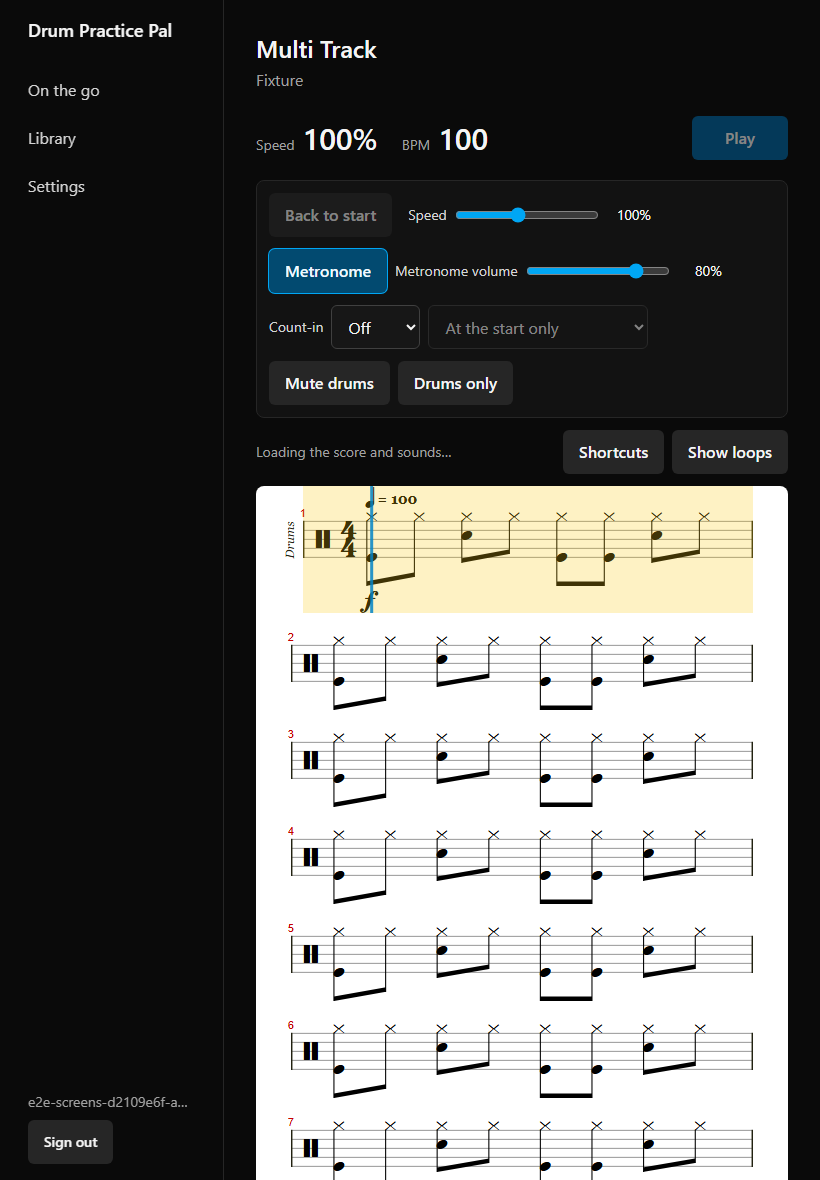 Drum Practice Pal
On the go
Library
Settings
Multi Track
Fixture
Speed 100% BPM 100
Play
Back to start
Speed 100%
Metronome
Metronome volume 80%
Count-in Off At the start only
Mute drums Drums only
Loading the score and sounds...
Shortcuts Show loops
= 100
1
Drums
4
4
f
2
3
4
5
6
7
e2e-screens-d2109e6f-a...
Sign out